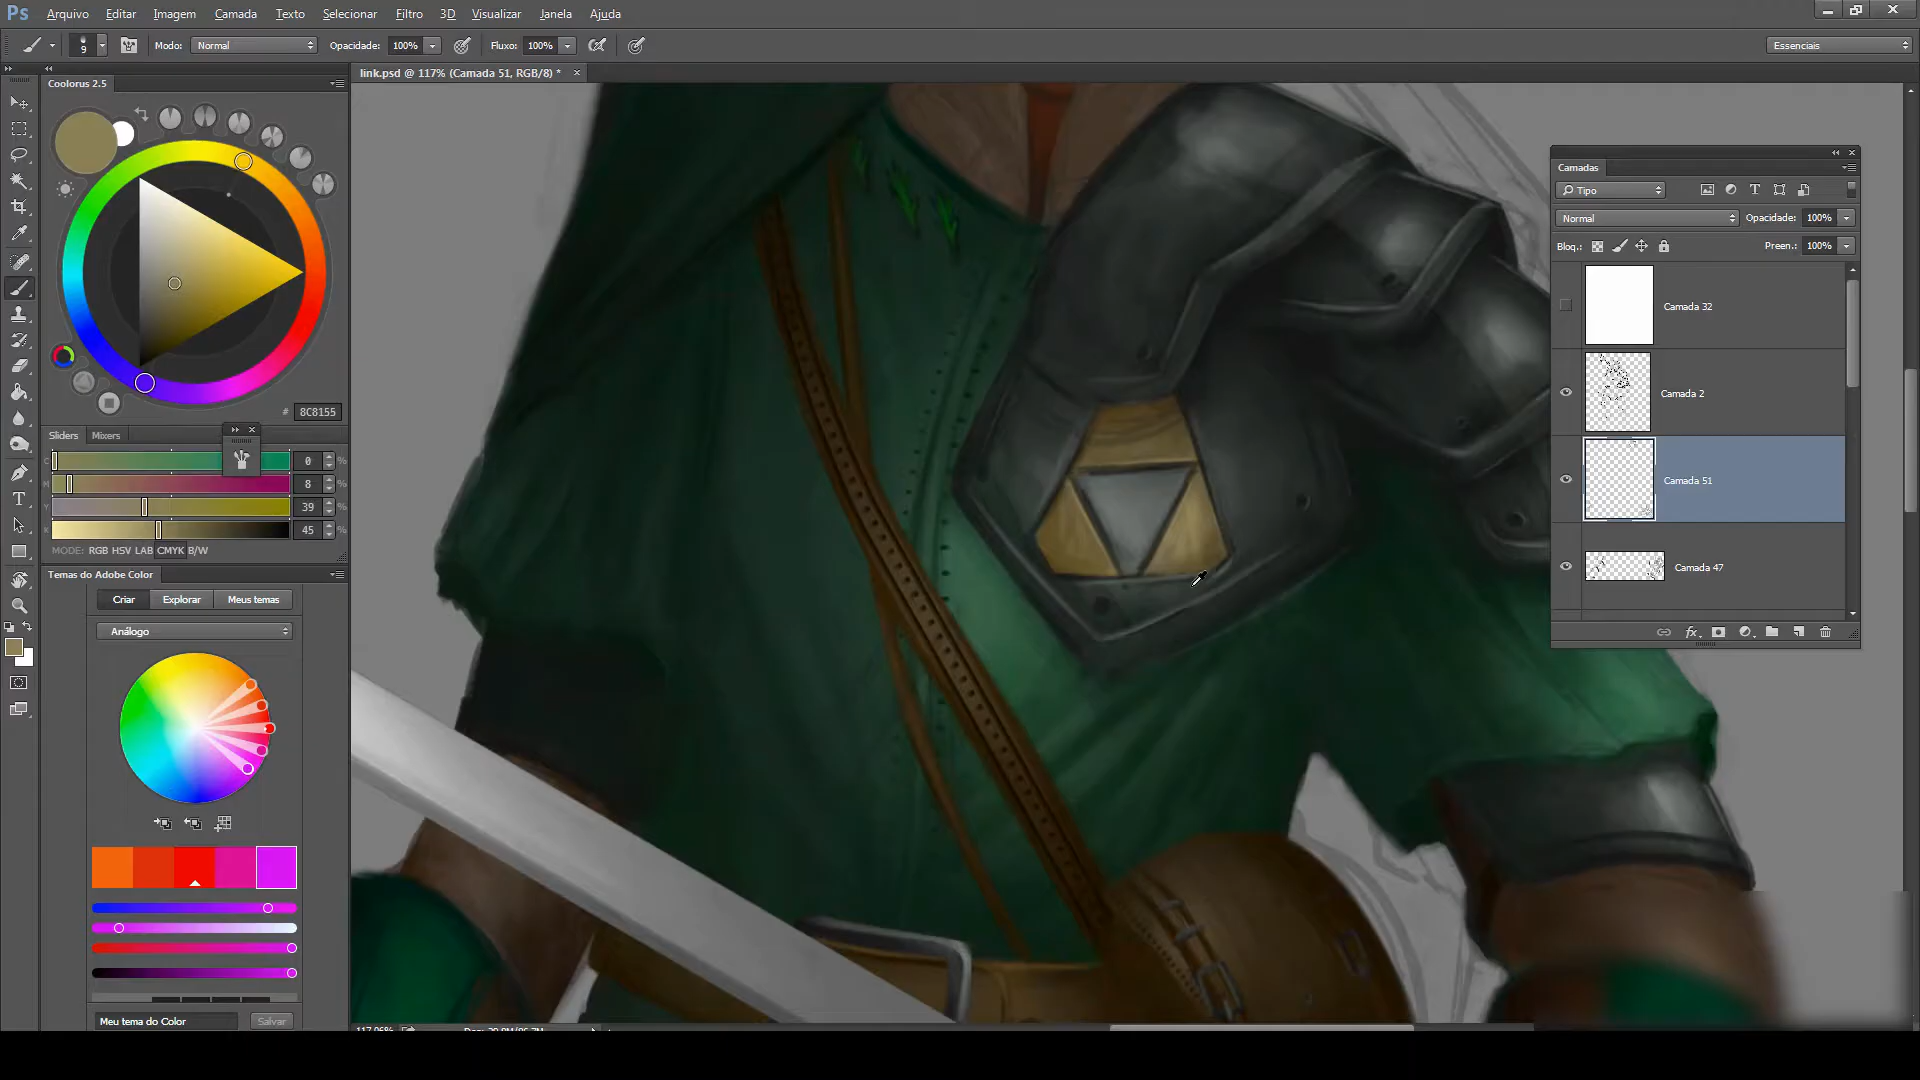 Ps Arquivo Editar Imagem Camada Texto Selecionar Filtro 3D Visualizar Janela Ajuda
9 Modo: Normal Opacidade: 100% Fluxo: 100% Essenciais
link.psd @ 117% (Camada 51, RGB/8) *
Coolorus 2.5
# 8C8155
Sliders Mixers
C 0 %
M 8 %
Y 39 %
K 45 %
MODE: RGB HSV LAB CMYK B/W
Temas do Adobe Color
Criar Explorar Meus temas
Análogo
Meu tema do Color Salvar
Camadas
Tipo
Normal Opacidade: 100%
Bloq.: Preen.: 100%
Camada 32
Camada 2
Camada 51
Camada 47
fx
T